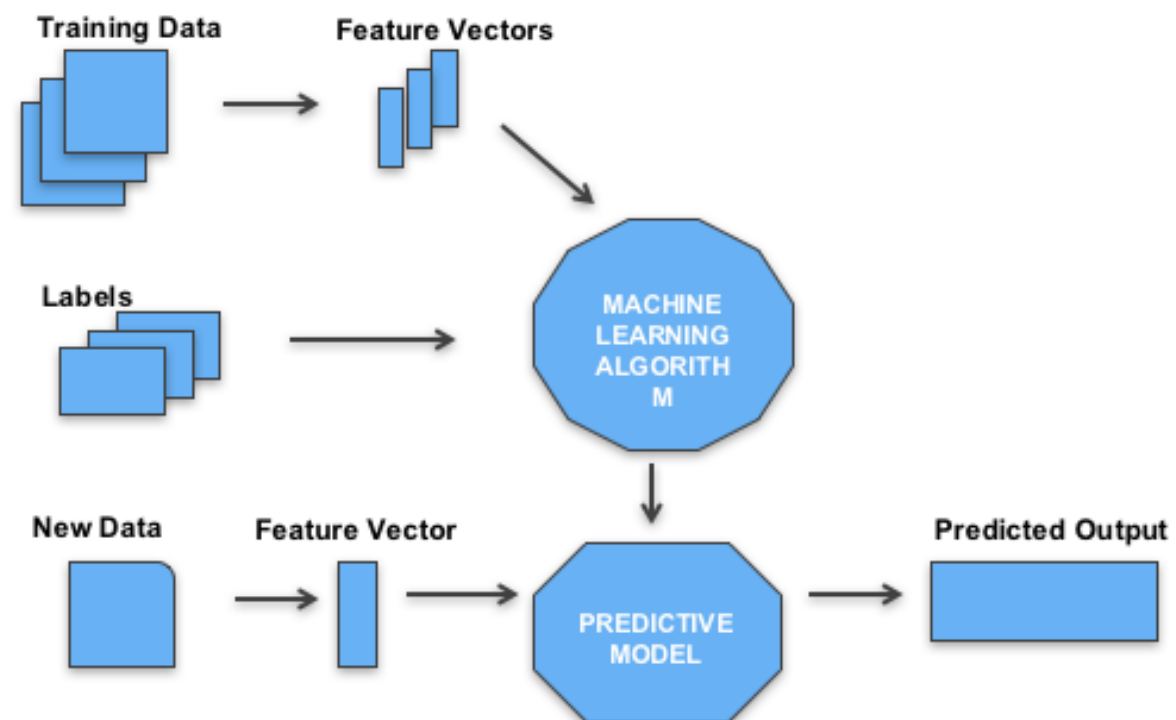 Training Data
Feature Vectors
Labels
MACHINE
LEARNING
ALGORITH
M
New Data
Feature Vector
Predicted Output
PREDICTIVE
MODEL